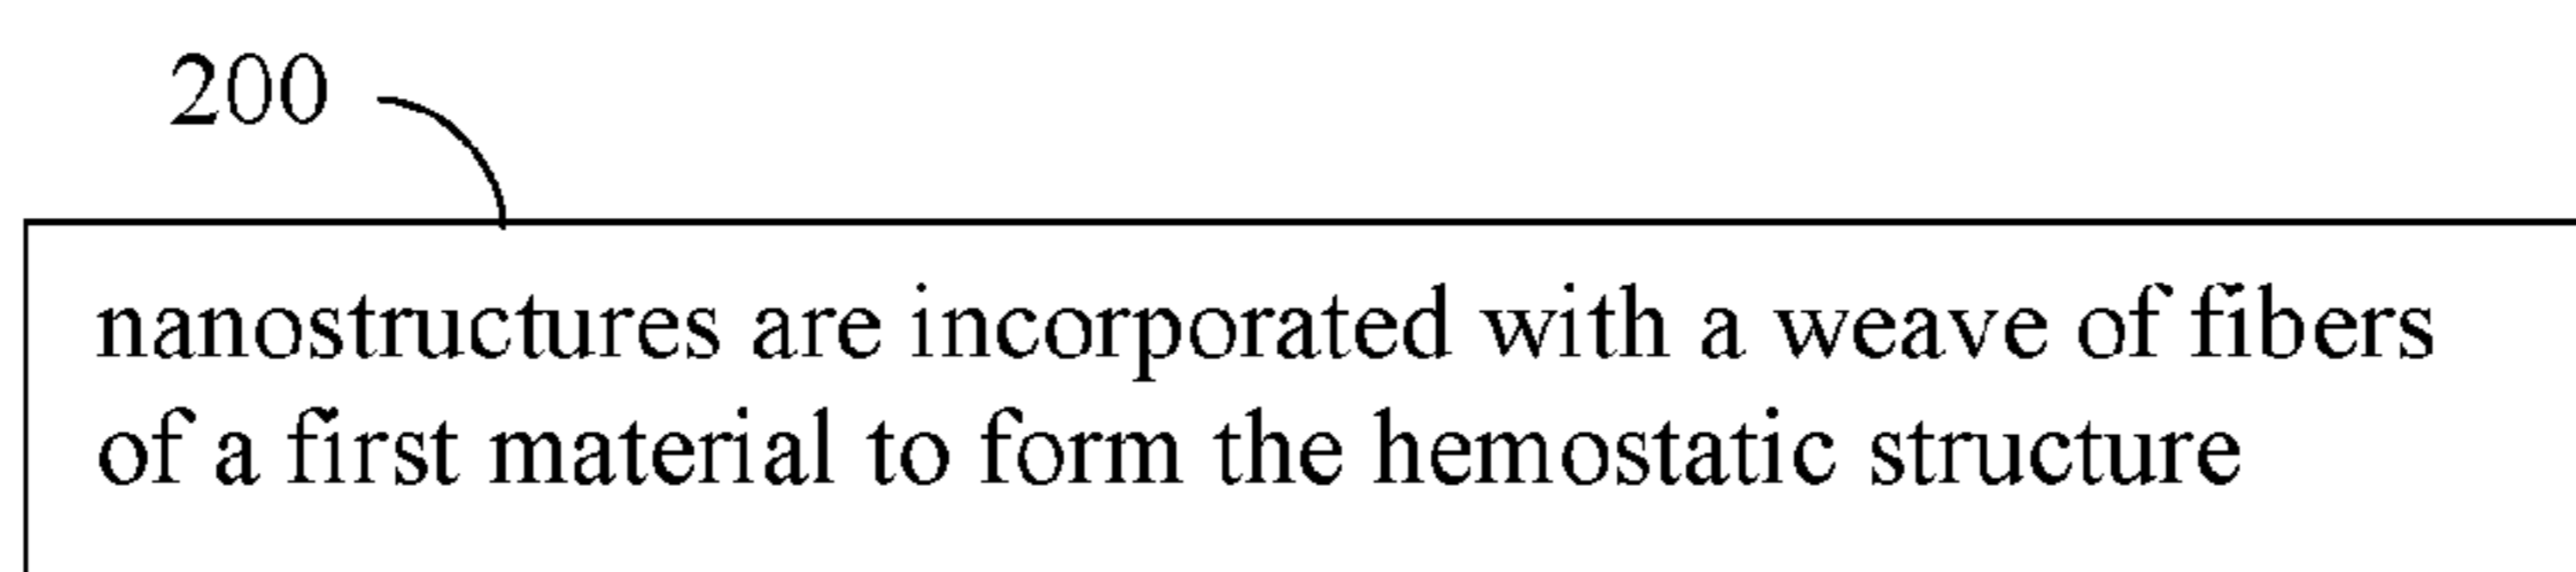 200
nanostructures are incorporated with a weave of fibers
of a first material to form the hemostatic structure